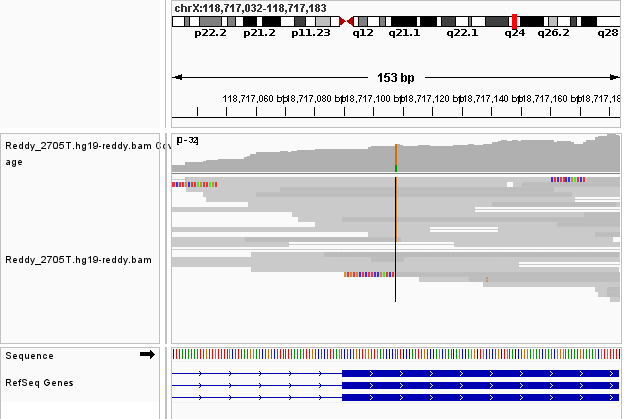 chrX:118,717,032-118,717,183
p22.2 p21.2 p11.23 q12 q21.1 q22.1 q24 q26.2 q28
153 bp
118,717,060 bp 118,717,080 bp 118,717,100 bp 118,717,120 bp 118,717,140 bp 118,717,160 bp 118,717,18
Reddy_2705T.hg19-reddy.bam Cov
age
[0 - 32]
Reddy_2705T.hg19-reddy.bam
Sequence
RefSeq Genes